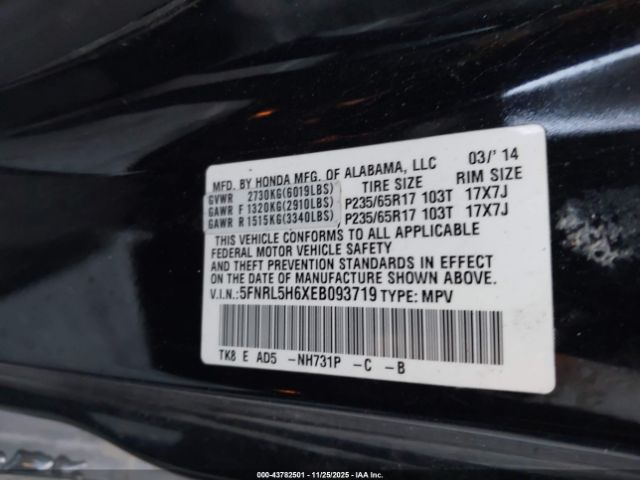 MFD. BY HONDA MFG. OF ALABAMA, LLC 03/'14
TIRE SIZE RIM SIZE
GVWR 2730KG(6019LBS)
GAWR F 1320KG(2910LBS) P235/65R17 103T 17X7J
GAWR R 1515KG(3340LBS) P235/65R17 103T 17X7J
THIS VEHICLE CONFORMS TO ALL APPLICABLE
FEDERAL MOTOR VEHICLE SAFETY
AND THEFT PREVENTION STANDARDS IN EFFECT
ON THE DATE OF MANUFACTURE SHOWN ABOVE.
V.I.N.:5FNRL5H6XEB093719 TYPE: MPV
TK8 E AD5 -NH731P -C -B
000-43782501 - 11/25/2025 - IAA Inc.